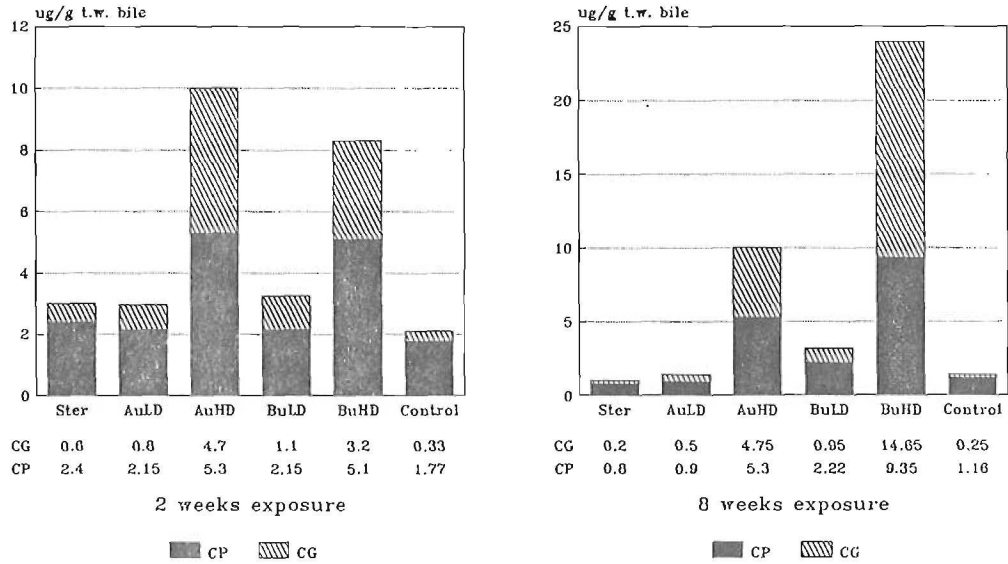 ug/g t.w. bile
12
10
8
6
4
2
0
Ster AuLD AuHD BuLD BuHD Control
CG 0.6 0.8 4.7 1.1 3.2 0.33
CP 2.4 2.15 5.3 2.15 5.1 1.77
2 weeks exposure
CP CG
ug/g t.w. bile
25
20
15
10
5
0
Ster AuLD AuHD BuLD BuHD Control
CG 0.2 0.5 4.75 0.95 14.65 0.25
CP 0.8 0.9 5.3 2.22 9.35 1.16
8 weeks exposure
CP CG